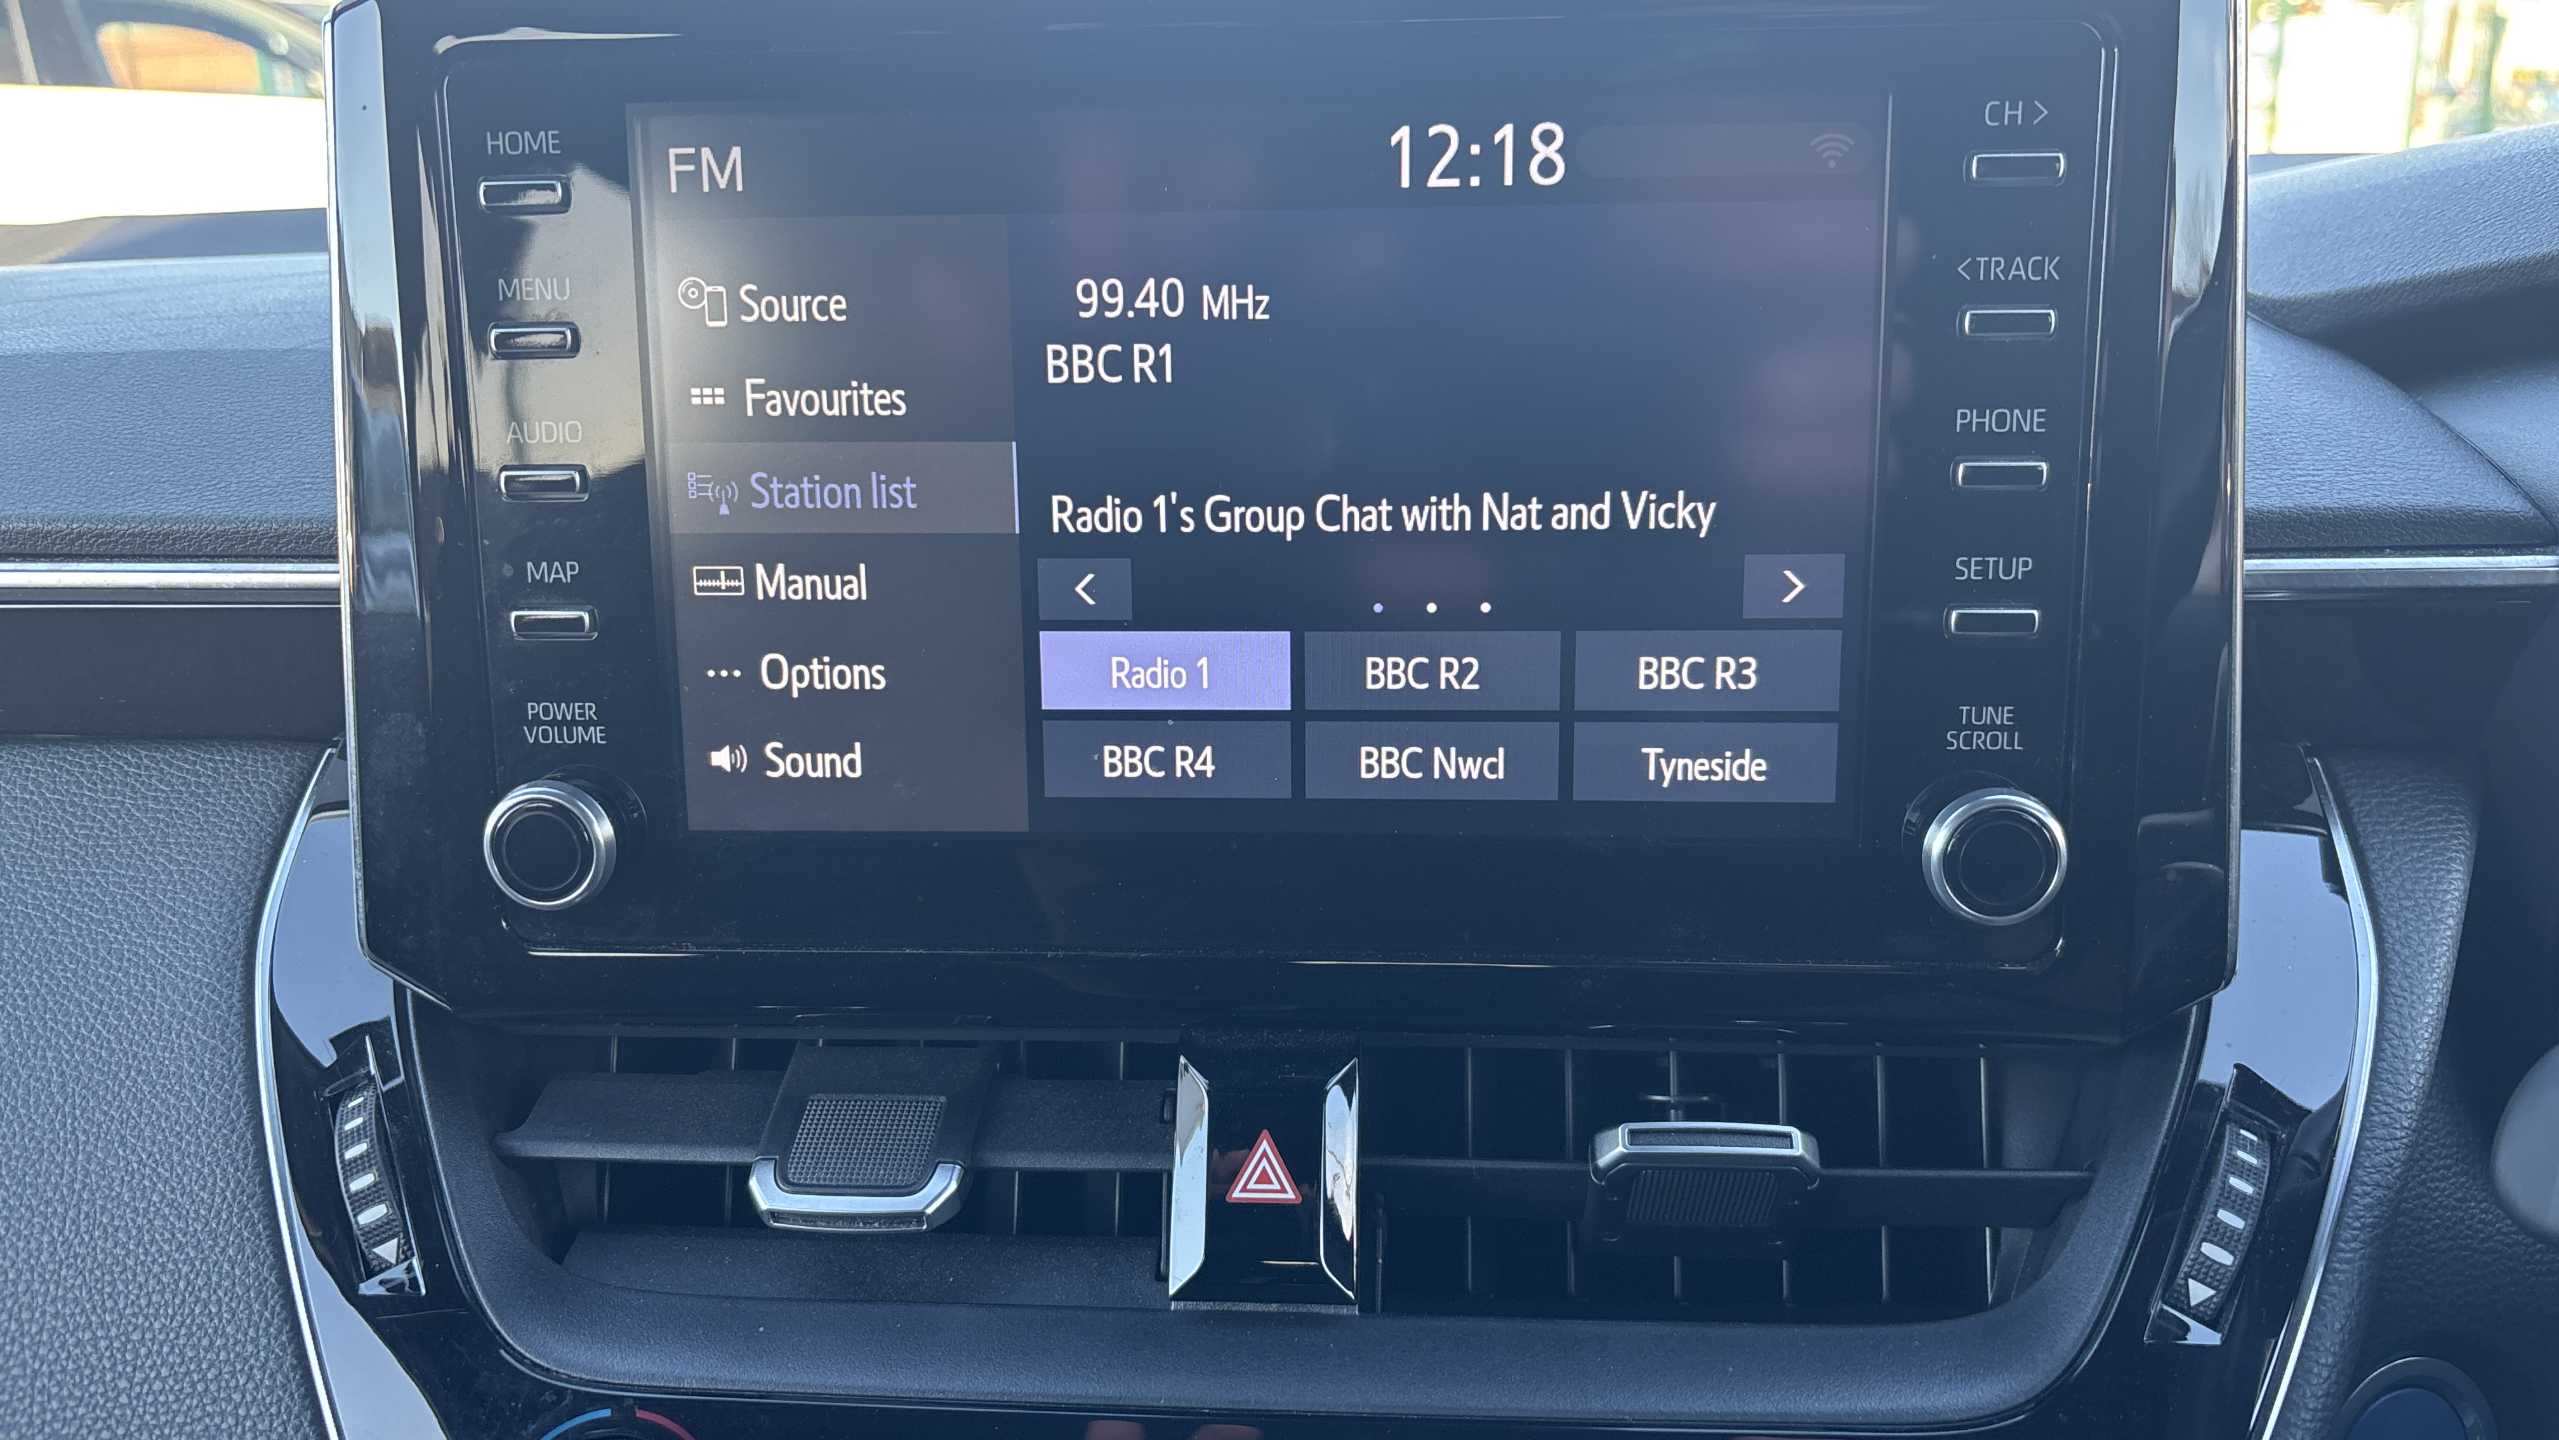 HOME
MENU
AUDIO
MAP
POWER
VOLUME
FM
12:18
Source
Favourites
Station list
Manual
Options
Sound
99.40 MHz
BBC R1
Radio 1's Group Chat with Nat and Vicky
<
>
Radio 1
BBC R2
BBC R3
BBC R4
BBC Nwcl
Tyneside
CH >
<TRACK
PHONE
SETUP
TUNE
SCROLL